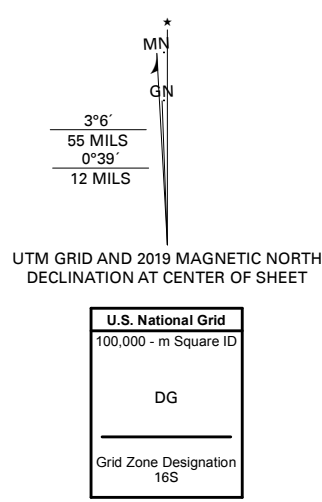 ★
MN
GN
3°6´
55 MILS
0°39´
12 MILS
UTM GRID AND 2019 MAGNETIC NORTH
DECLINATION AT CENTER OF SHEET
U.S. National Grid
100,000 - m Square ID
DG
Grid Zone Designation
16S